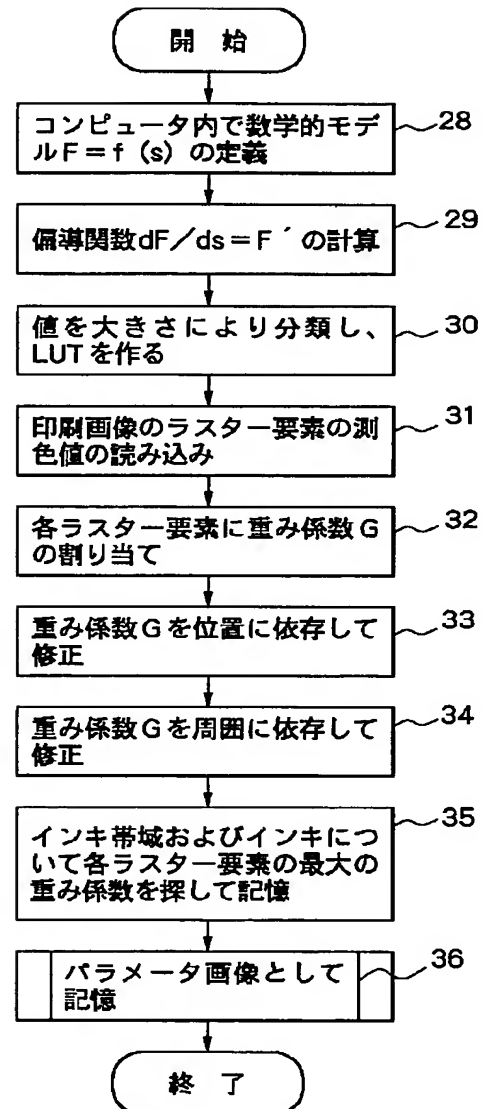 開 始
コンピュータ内で数学的モデ
ルF＝f（s）の定義
28
偏導関数dF／ds＝F´の計算
29
値を大きさにより分類し、
LUTを作る
30
印刷画像のラスター要素の測
色値の読み込み
31
各ラスター要素に重み係数G
の割り当て
32
重み係数Gを位置に依存して
修正
33
重み係数Gを周囲に依存して
修正
34
インキ帯域およびインキにつ
いて各ラスター要素の最大の
重み係数を探して記憶
35
パラメータ画像として
記憶
36
終 了